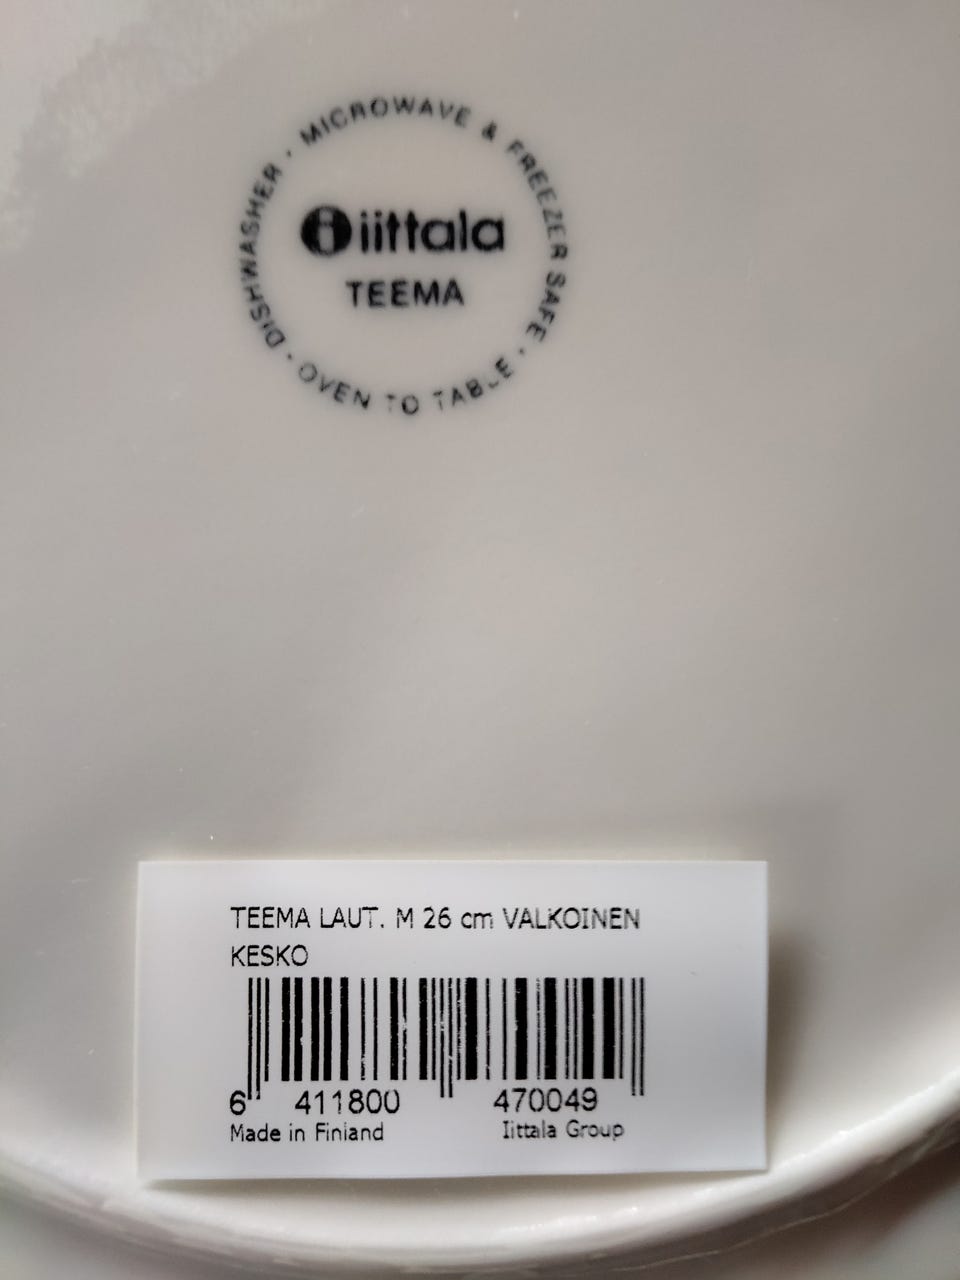 DISHWASHER · MICROWAVE & FREEZER SAFE · OVEN TO TABLE ·
iittala
TEEMA
TEEMA LAUT. M 26 cm VALKOINEN
KESKO
6 411800 470049
Made in Finland Iittala Group